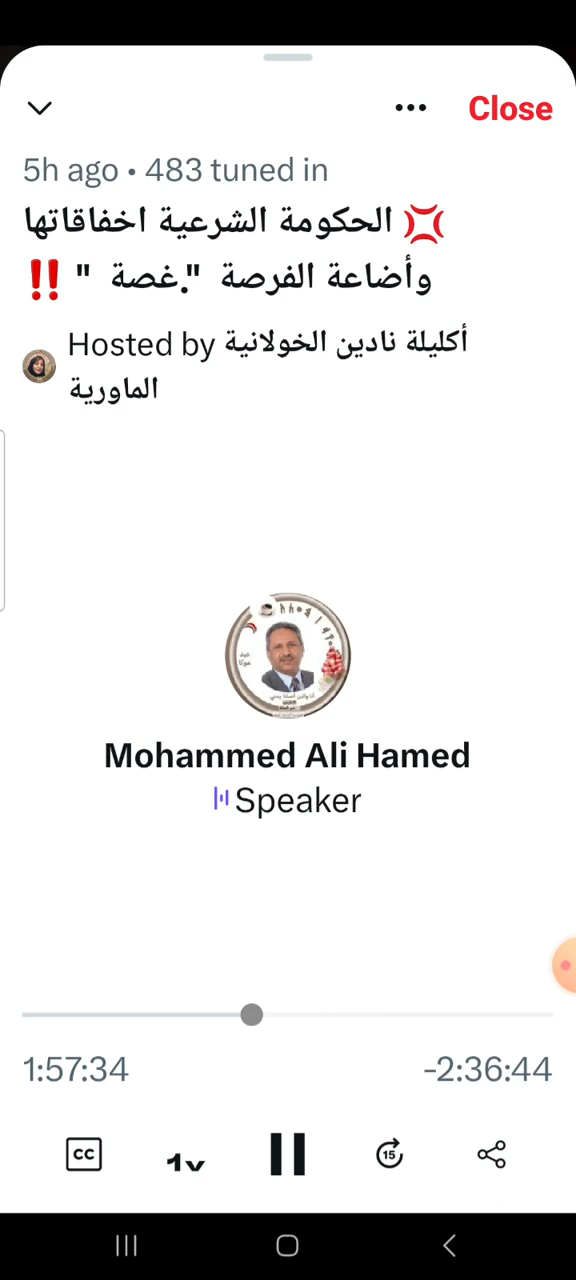 Close
5h ago • 483 tuned in
💢 الحكومة الشرعية اخفاقاتها
وأضاعة الفرصة ".غصة " ‼️
Hosted by أكليلة نادين الخولانية
الماورية
Mohammed Ali Hamed
Speaker
1:57:34
-2:36:44
CC
1x
15